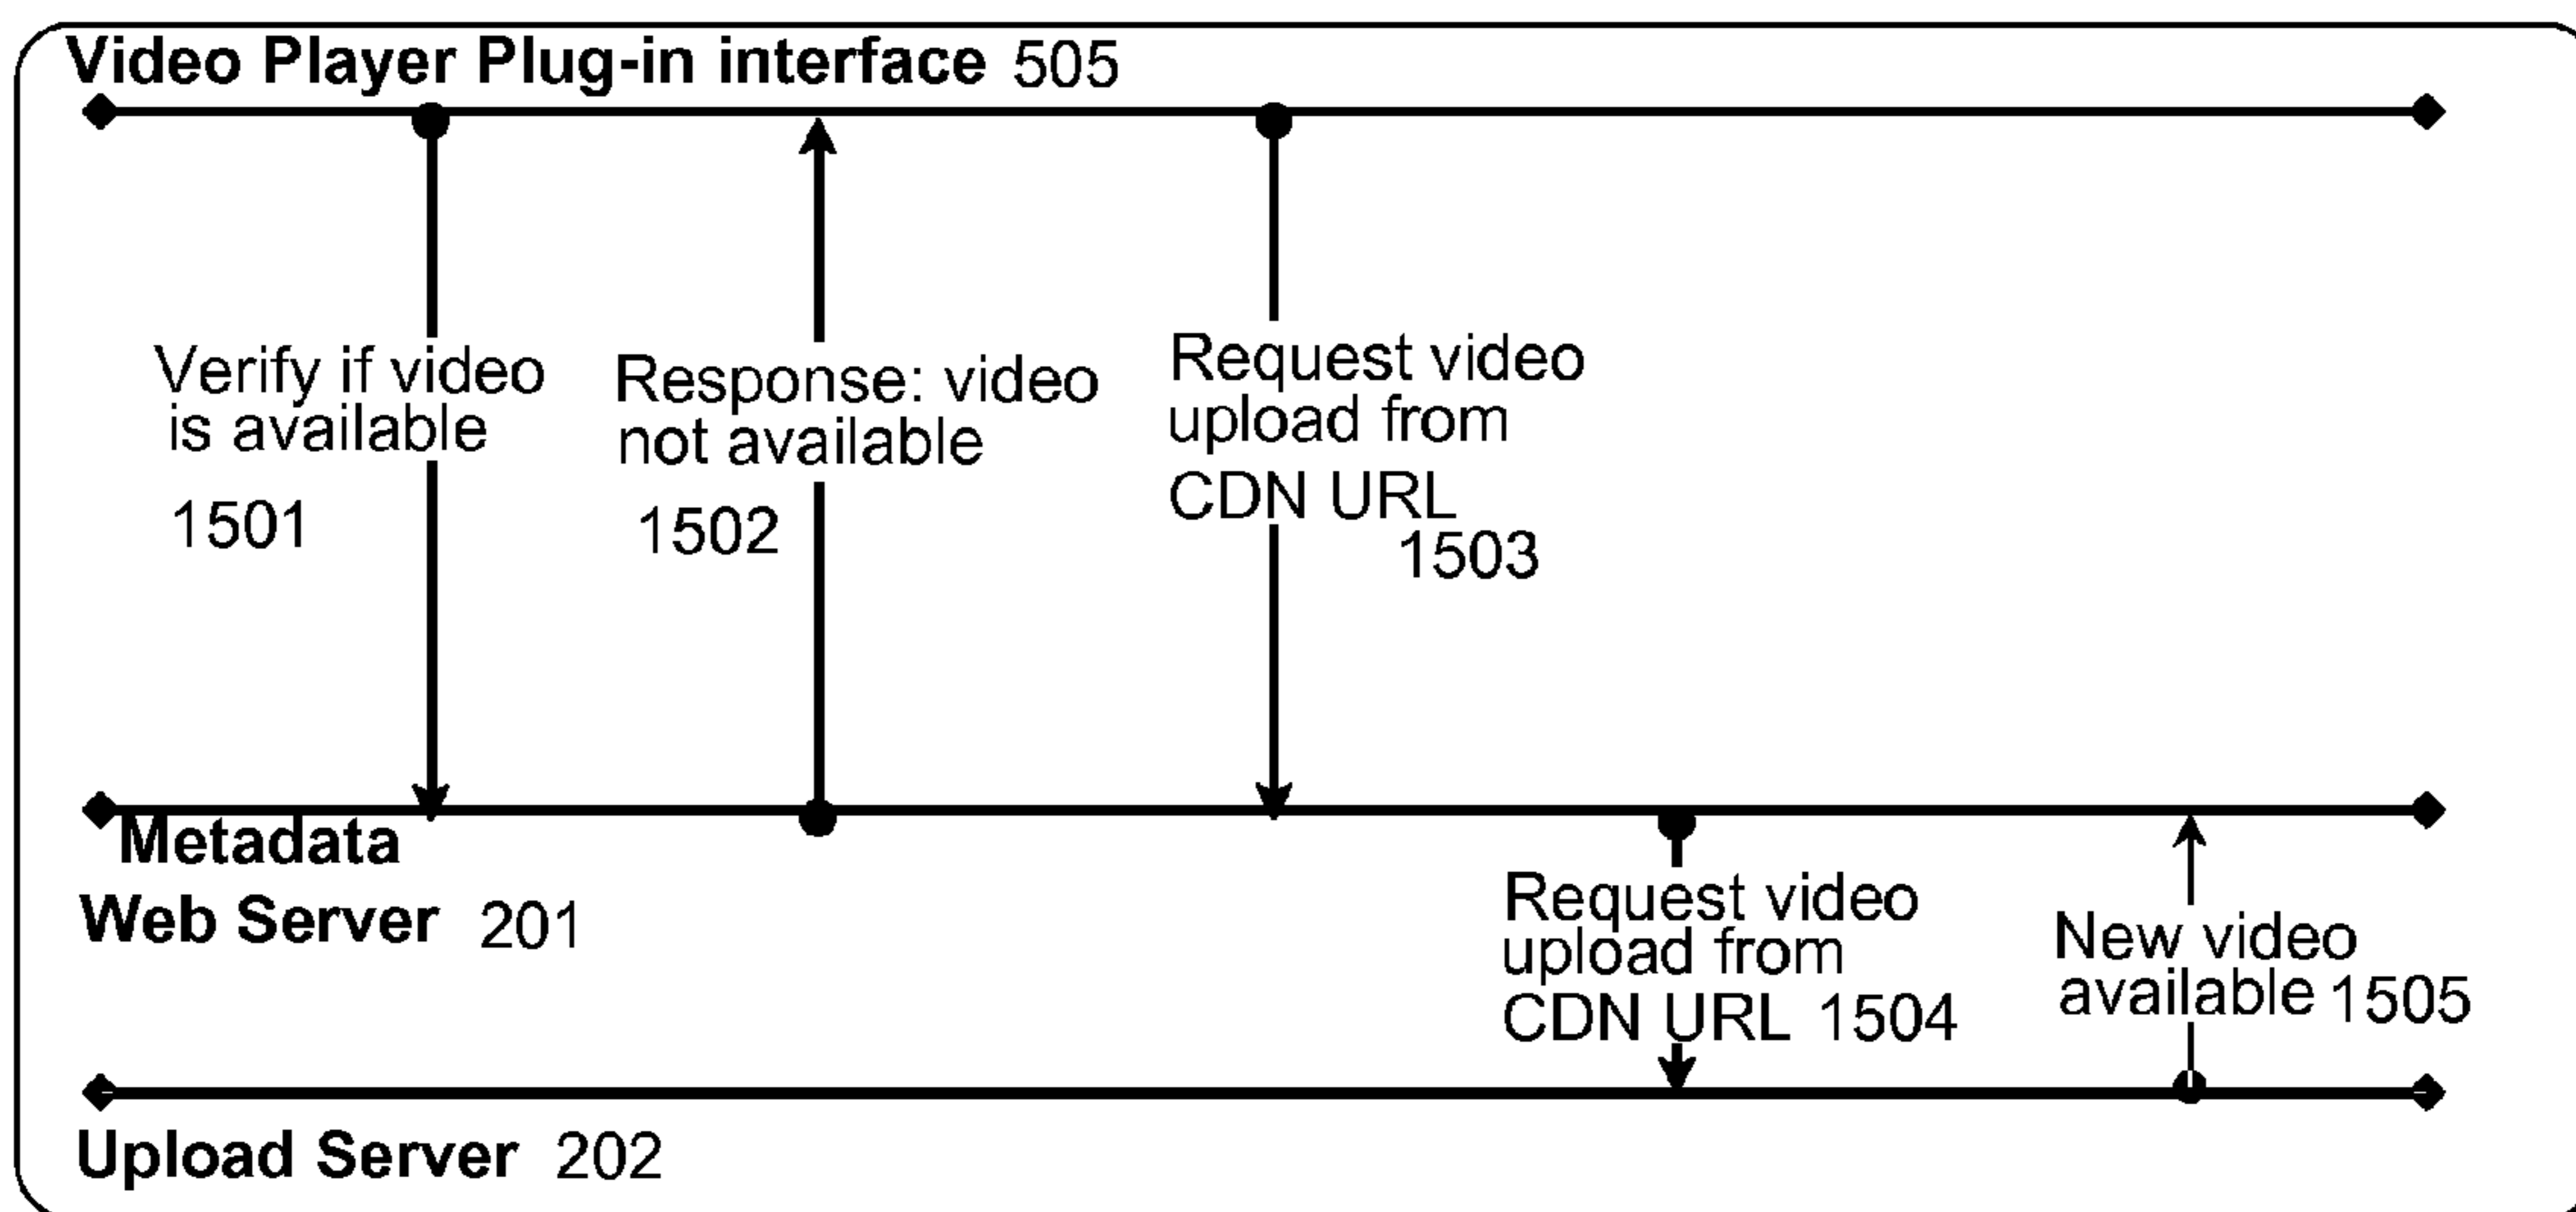 Video Player Plug-in interface 505
Verify if video
is available
1501
Response: video
not available
1502
Request video
upload from
CDN URL
1503
Metadata
Web Server 201
Request video
upload from
CDN URL 1504
New video
available 1505
Upload Server 202